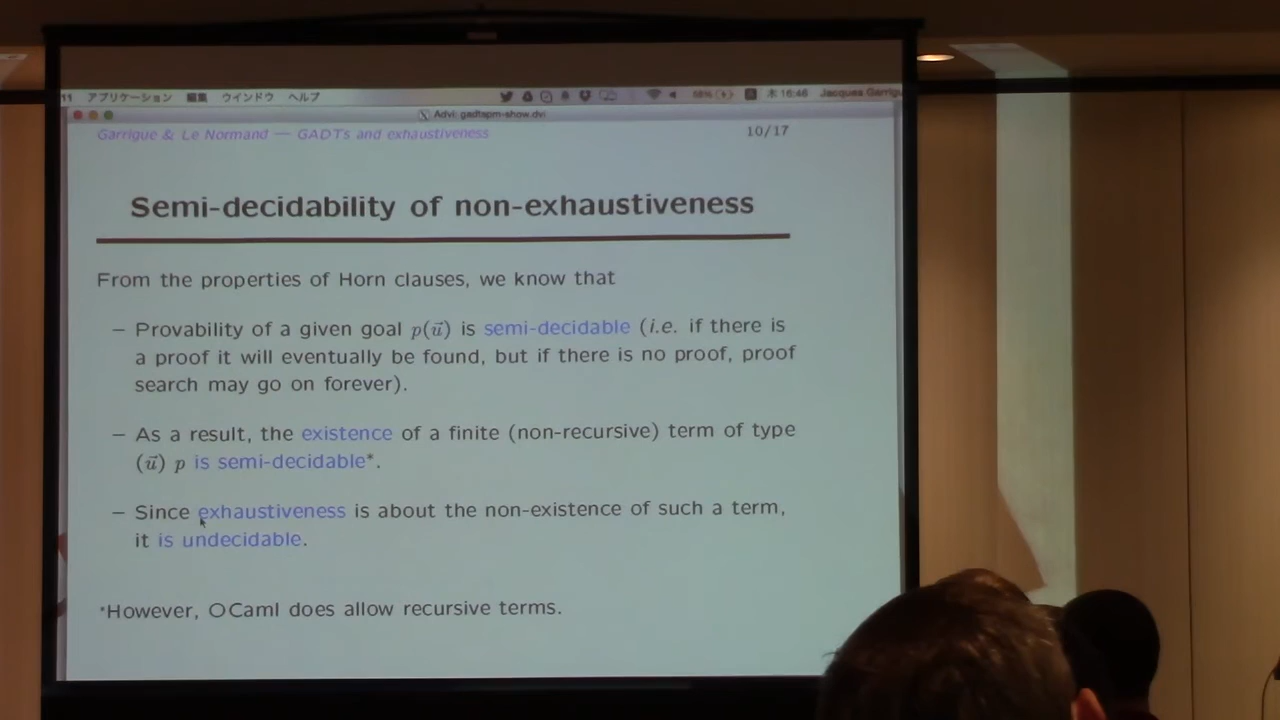 11 アプリケーション 編集 ウインドウ ヘルプ 木 16:46 Jacques Garrigu
Advi: gadtspm-show.dvi
Garrigue & Le Normand — GADTs and exhaustiveness 10/17
Semi-decidability of non-exhaustiveness
From the properties of Horn clauses, we know that
– Provability of a given goal p(u⃗) is semi-decidable (i.e. if there is
a proof it will eventually be found, but if there is no proof, proof
search may go on forever).
– As a result, the existence of a finite (non-recursive) term of type
(u⃗) p is semi-decidable*.
– Since exhaustiveness is about the non-existence of such a term,
it is undecidable.
*However, OCaml does allow recursive terms.